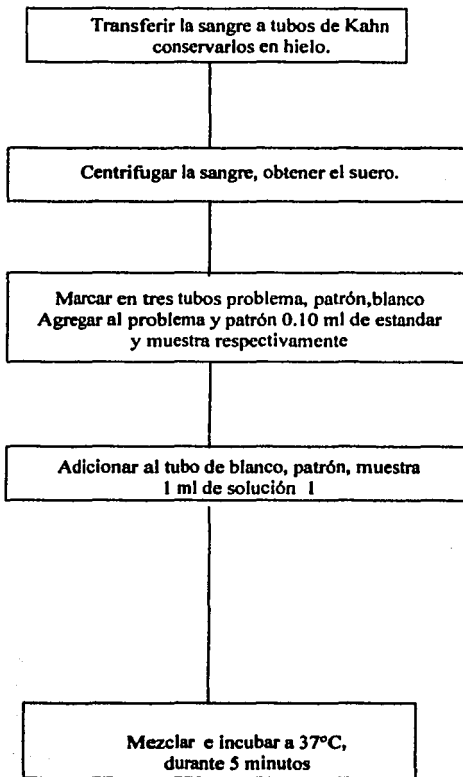 Transferir la sangre a tubos de Kahn
conservarlos en hielo.
Centrifugar la sangre, obtener el suero.
Marcar en tres tubos problema, patrón,blanco
Agregar al problema y patrón 0.10 ml de estandar
y muestra respectivamente
Adicionar al tubo de blanco, patrón, muestra
1 ml de solución 1
Mezclar e incubar a 37ºC,
durante 5 minutos